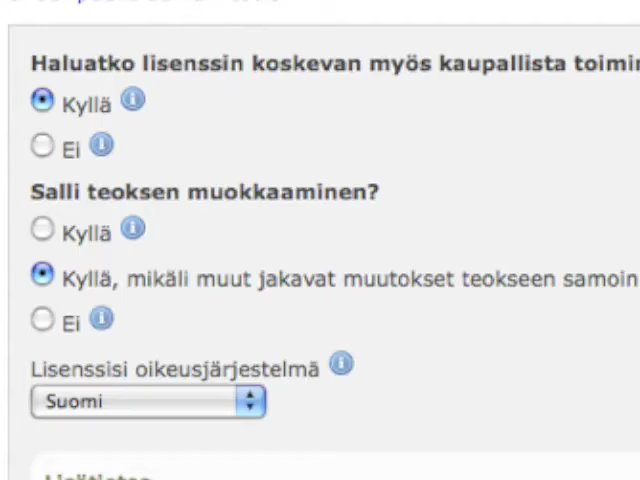 Haluatko lisenssin koskevan myös kaupallista
Kyllä
Ei
Salli teoksen muokkaaminen?
Kyllä
Kyllä, mikäli muut jakavat muutokset teokseen samoin
Ei
Lisenssisi oikeusjärjestelmä
Suomi